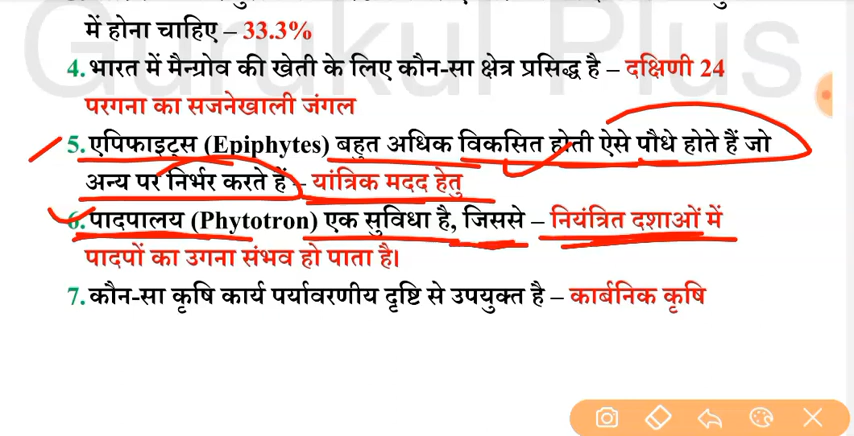 Gurukul Plus
में होना चाहिए – 33.3%
4. भारत में मैन्ग्रोव की खेती के लिए कौन-सा क्षेत्र प्रसिद्ध है – दक्षिणी 24
परगना का सजनेखाली जंगल
5. एपिफाइट्स (Epiphytes) बहुत अधिक विकसित होती ऐसे पौधे होते हैं जो
अन्य पर निर्भर करते हैं – यांत्रिक मदद हेतु
6. पादपालय (Phytotron) एक सुविधा है, जिससे – नियंत्रित दशाओं में
पादपों का उगना संभव हो पाता है।
7. कौन-सा कृषि कार्य पर्यावरणीय दृष्टि से उपयुक्त है – कार्बनिक कृषि